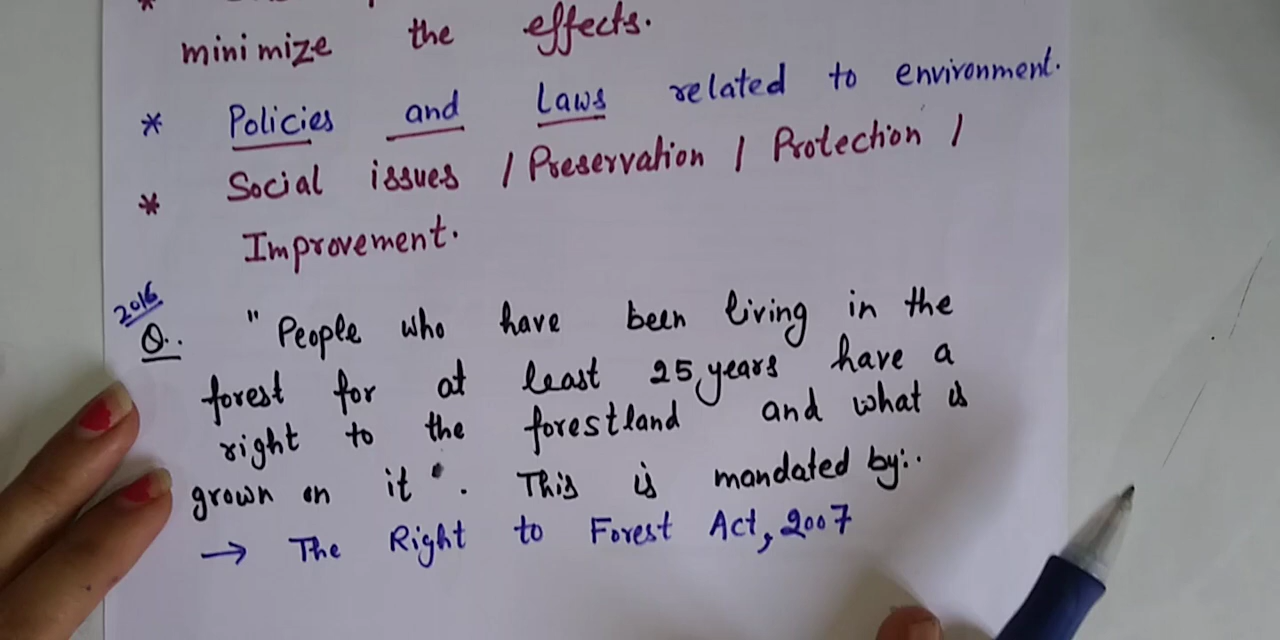 *
minimize the effects.
* Policies and Laws related to environment.
* Social issues / Preservation / Protection /
Improvement.
2016
Q.. "People who have been living in the
forest for at least 25 years have a
right to the forestland and what is
grown on it". This is mandated by:.
→ The Right to Forest Act, 2007